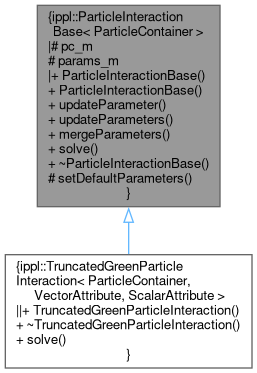 {ippl::ParticleInteraction
Base< ParticleContainer >
|# pc_m
# params_m
|+ ParticleInteractionBase()
+ ParticleInteractionBase()
+ updateParameter()
+ updateParameters()
+ mergeParameters()
+ solve()
+ ~ParticleInteractionBase()
# setDefaultParameters()
}
{ippl::TruncatedGreenParticle
Interaction< ParticleContainer,
VectorAttribute, ScalarAttribute >
||+ TruncatedGreenParticleInteraction()
+ ~TruncatedGreenParticleInteraction()
+ solve()
}